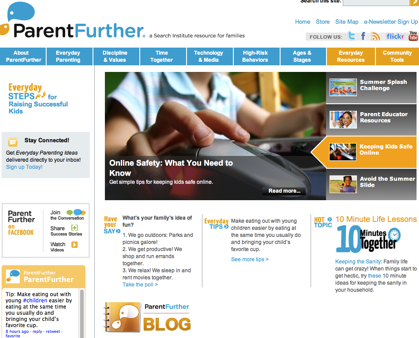 Search this site:
ParentFurther.
a Search Institute resource for families
Home Store Site Map e-Newsletter Sign Up
FOLLOW US:
flickr You
About ParentFurther
Everyday Parenting
Discipline & Values
Time Together
Technology & Media
High-Risk Behaviors
Ages & Stages
Everyday Resources
Community Tools
Everyday
STEPS for
Raising Successful
Kids
Stay Connected!
Get Everyday Parenting Ideas
delivered directly to your inbox!
Sign up Today!
Parent
Further
on
FACEBOOK
Join
the Conversation
Share
Success Stories
Watch
Videos
ParentFurther
ParentFurther
Tip: Make eating out with
young #children easier by
eating at the same time
you usually do and
bringing your child's
favorite cup.
8 hours ago · reply · retweet ·
favorite
Online Safety: What You Need to
Know
Get simple tips for keeping kids safe online.
Read more...
Summer Splash
Challenge
Parent Educator
Resources
Keeping Kids Safe
Online
Avoid the Summer
Slide
Have
your
SAY
What's your family's idea of
fun?
1. We go outdoors: Parks and
picnics galore!
2. We get productive! We
shop and run errands
together.
3. We relax! We sleep in and
rent movies together.
Take the poll >
Everyday
TIPS
Make eating out with young
children easier by eating at
the same time you usually do
and bringing your child's
favorite cup.
See more tips >
HOT
TOPIC
10 Minute Life Lessons
10 Minutes
Together
Keeping the Sanity: Family life
can get crazy! When things start to
get hectic, try these 10 minute
ideas for keeping the sanity in
your household.
ParentFurther
BLOG